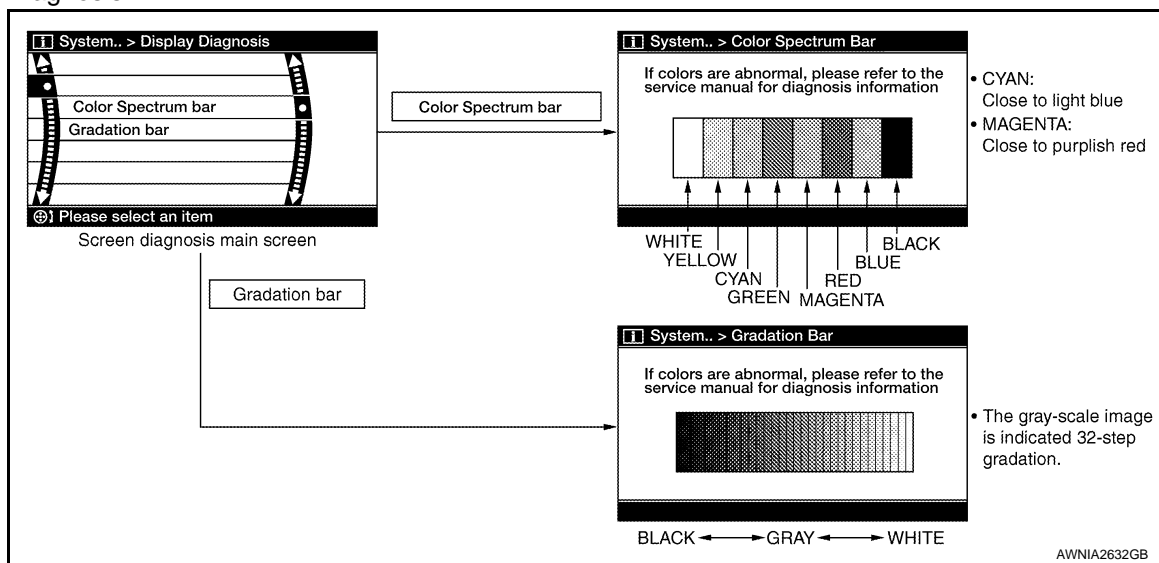 System.. > Display Diagnosis
Color Spectrum bar
Gradation bar
Please select an item
Screen diagnosis main screen
Color Spectrum bar
Gradation bar
System.. > Color Spectrum Bar
If colors are abnormal, please refer to the
service manual for diagnosis information
WHITE
YELLOW
CYAN
GREEN
MAGENTA
RED
BLUE
BLACK
• CYAN:
Close to light blue
• MAGENTA:
Close to purplish red
System.. > Gradation Bar
If colors are abnormal, please refer to the
service manual for diagnosis information
BLACK GRAY WHITE
• The gray-scale image
is indicated 32-step
gradation.
AWNIA2632GB